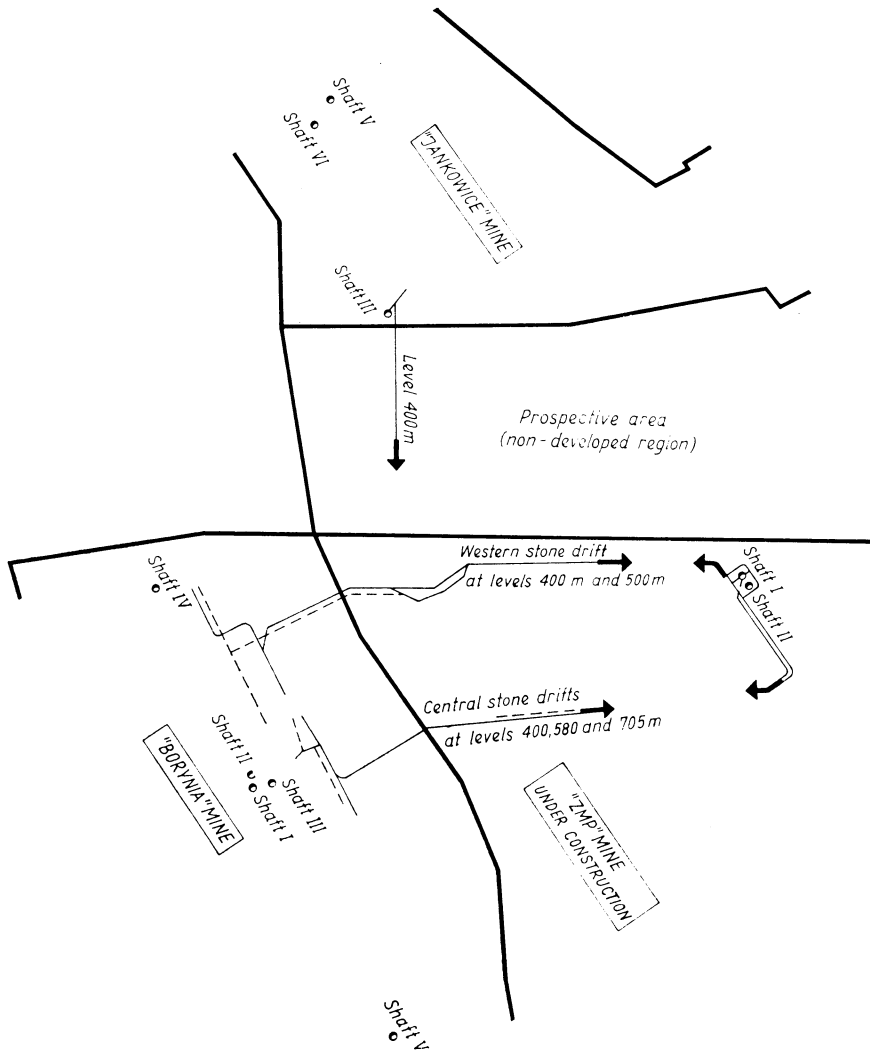 Shaft V
Shaft VI
"JANKOWICE" MINE
Shaft III
Level 400m
Prospective area
(non-developed region)
Western stone drift
at levels 400 m and 500m
Shaft I
Shaft II
Shaft IV
Central stone drifts
at levels 400,580 and 705m
"BORYNIA" MINE
Shaft II
Shaft I
Shaft III
"ZMP" MINE
UNDER CONSTRUCTION
Shaft V